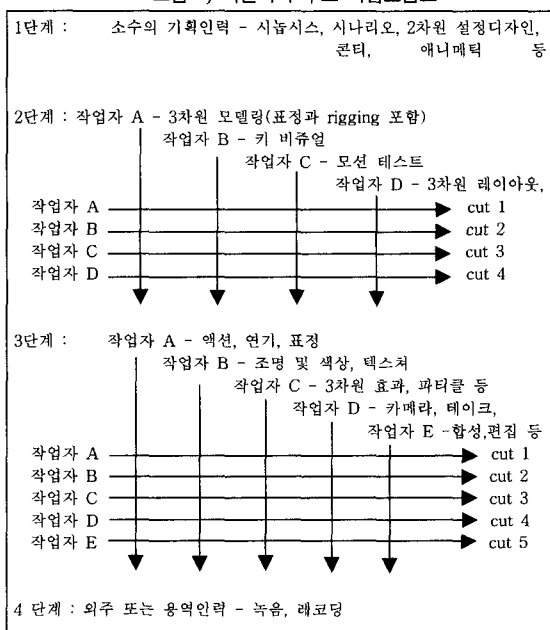 1단계 : 소수의 기획인력 - 시놉시스, 시나리오, 2차원 설정디자인,
콘티, 애니메틱 등
2단계 : 작업자 A - 3차원 모델링(표정과 rigging 포함)
작업자 B - 키 비쥬얼
작업자 C - 모션 테스트
작업자 D - 3차원 레이아웃,
작업자 A cut 1
작업자 B cut 2
작업자 C cut 3
작업자 D cut 4
3단계 : 작업자 A - 액션, 연기, 표정
작업자 B - 조명 및 색상, 텍스쳐
작업자 C - 3차원 효과, 파티클 등
작업자 D - 카메라, 테이크,
작업자 E -합성,편집 등
작업자 A cut 1
작업자 B cut 2
작업자 C cut 3
작업자 D cut 4
작업자 E cut 5
4 단계 : 외주 또는 용역인력 - 녹음, 래코딩